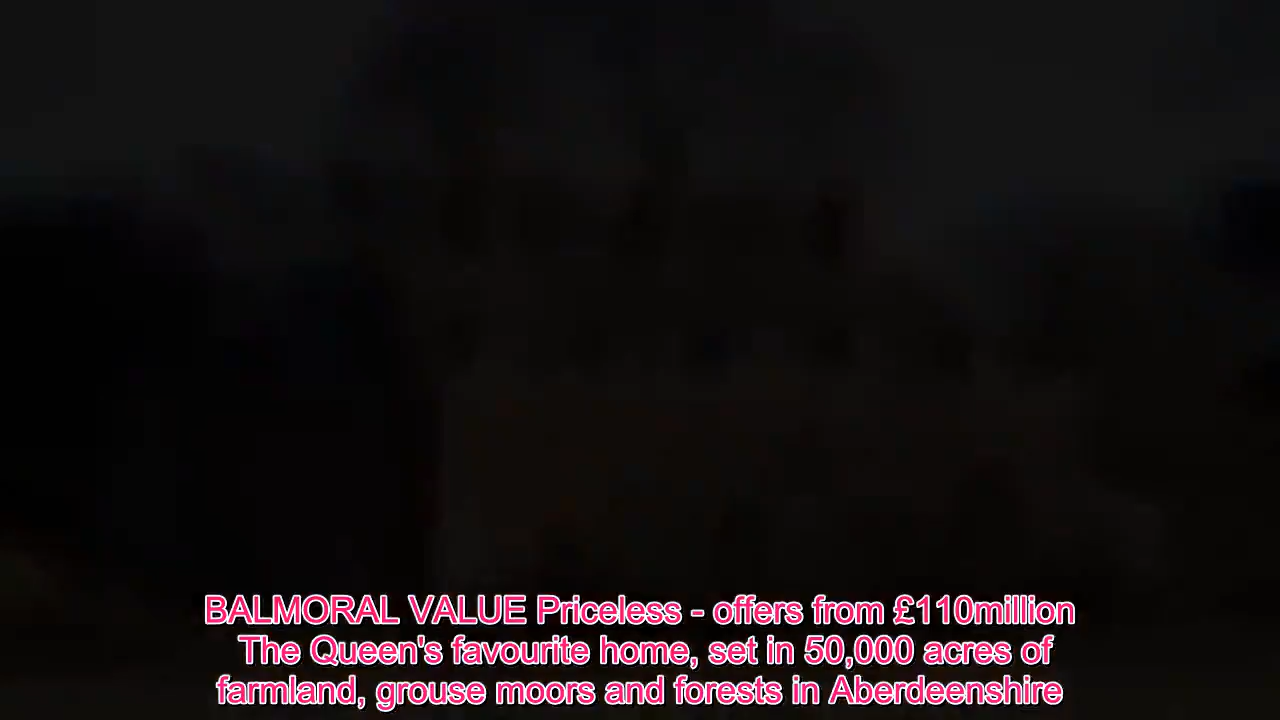 BALMORAL VALUE Priceless - offers from £110million
The Queen's favourite home, set in 50,000 acres of
farmland, grouse moors and forests in Aberdeenshire